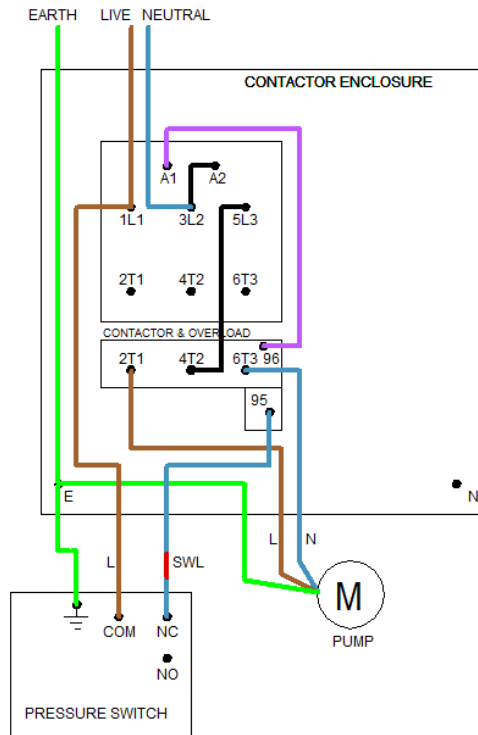 EARTH LIVE NEUTRAL
CONTACTOR ENCLOSURE
A1 A2
1L1 3L2 5L3
2T1 4T2 6T3
CONTACTOR & OVERLOAD
2T1 4T2 6T3 96
95
E N
L SWL L N
M
COM NC
PUMP
NO
PRESSURE SWITCH